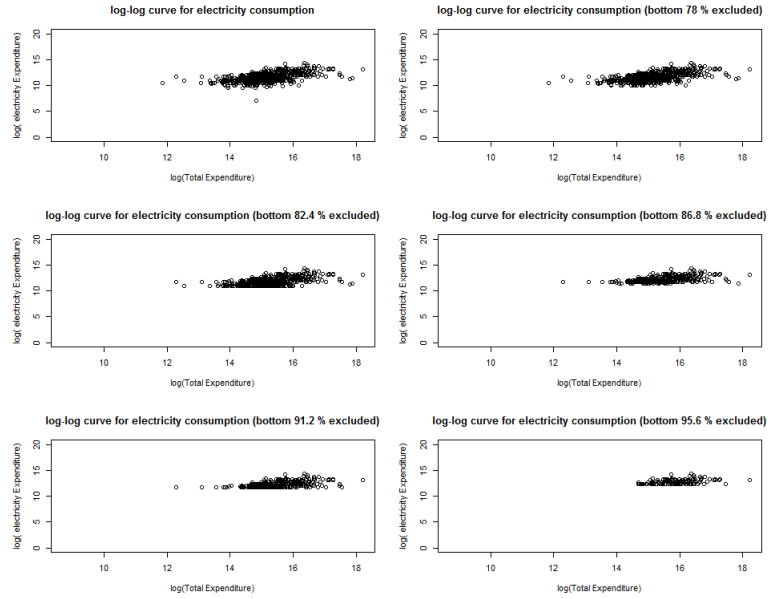 log-log curve for electricity consumption
log( electricity Expenditure)
20
15
10
5
0
10 12 14 16 18
log(Total Expenditure)
log-log curve for electricity consumption (bottom 78 % excluded)
log( electricity Expenditure)
20
15
10
5
0
10 12 14 16 18
log(Total Expenditure)
log-log curve for electricity consumption (bottom 82.4 % excluded)
log( electricity Expenditure)
20
15
10
5
0
10 12 14 16 18
log(Total Expenditure)
log-log curve for electricity consumption (bottom 86.8 % excluded)
log( electricity Expenditure)
20
15
10
5
0
10 12 14 16 18
log(Total Expenditure)
log-log curve for electricity consumption (bottom 91.2 % excluded)
log( electricity Expenditure)
20
15
10
5
0
10 12 14 16 18
log(Total Expenditure)
log-log curve for electricity consumption (bottom 95.6 % excluded)
log( electricity Expenditure)
20
15
10
5
0
10 12 14 16 18
log(Total Expenditure)